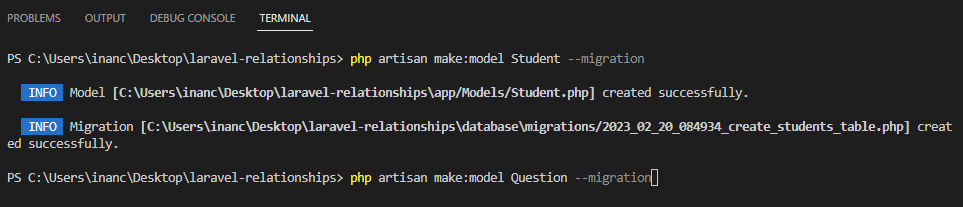 PROBLEMS OUTPUT DEBUG CONSOLE TERMINAL
PS C:\Users\inanc\Desktop\laravel-relationships> php artisan make:model Student --migration
INFO Model [C:\Users\inanc\Desktop\laravel-relationships\app/Models/Student.php] created successfully.
INFO Migration [C:\Users\inanc\Desktop\laravel-relationships\database\migrations/2023_02_20_084934_create_students_table.php] creat
ed successfully.
PS C:\Users\inanc\Desktop\laravel-relationships> php artisan make:model Question --migration